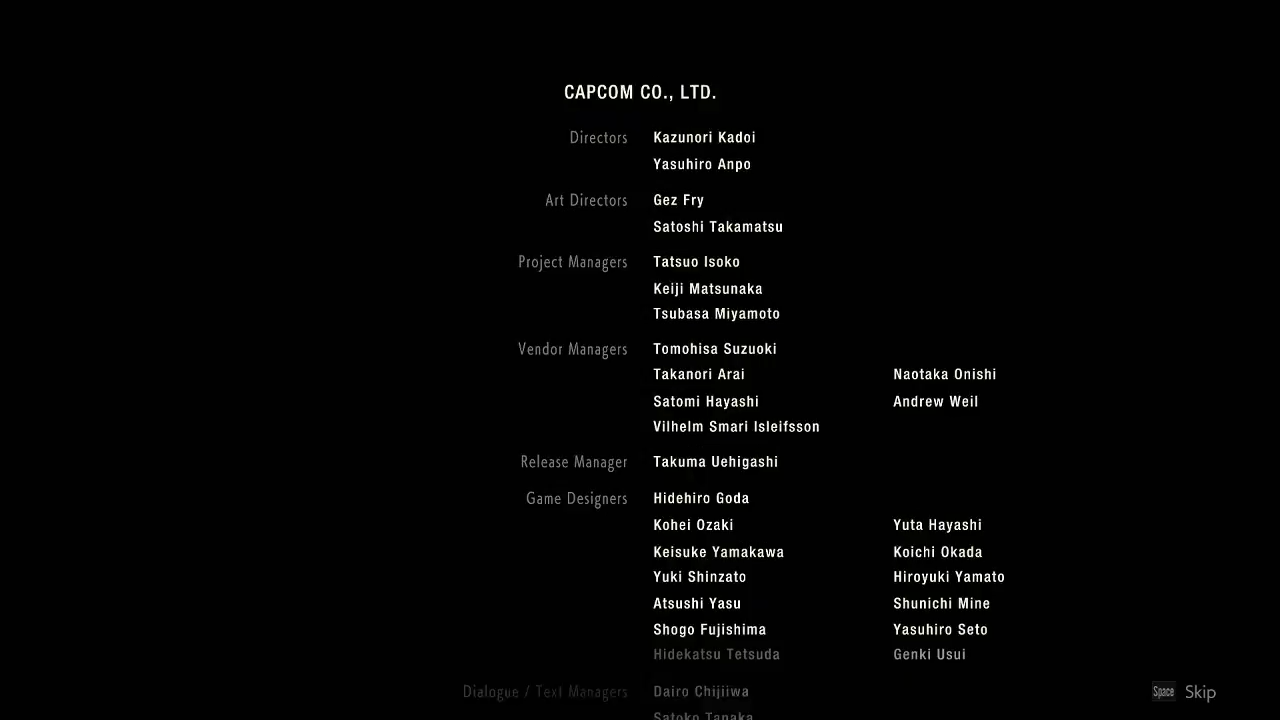 CAPCOM CO., LTD.
Directors Kazunori Kadoi
Yasuhiro Anpo
Art Directors Gez Fry
Satoshi Takamatsu
Project Managers Tatsuo Isoko
Keiji Matsunaka
Tsubasa Miyamoto
Vendor Managers Tomohisa Suzuoki
Takanori Arai Naotaka Onishi
Satomi Hayashi Andrew Weil
Vilhelm Smari Isleifsson
Release Manager Takuma Uehigashi
Game Designers Hidehiro Goda
Kohei Ozaki Yuta Hayashi
Keisuke Yamakawa Koichi Okada
Yuki Shinzato Hiroyuki Yamato
Atsushi Yasu Shunichi Mine
Shogo Fujishima Yasuhiro Seto
Hidekatsu Tetsuda Genki Usui
Dialogue / Text Managers Dairo Chijiiwa
Satoko Tanaka
Space Skip